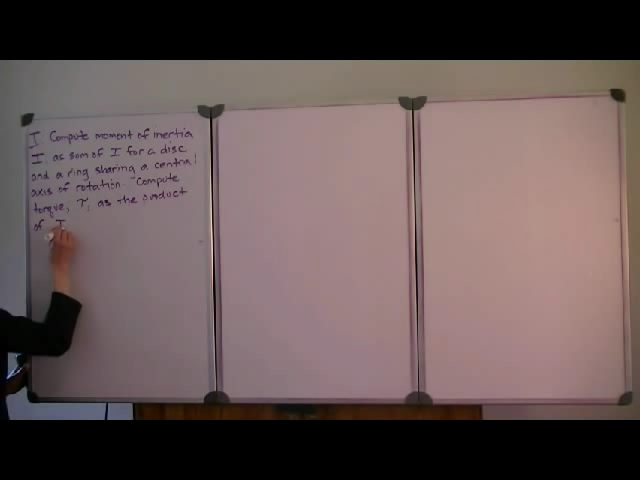 I Compute moment of inertia
I, as som of I for a disc
and a ring sharing a central
axis of rotation. Compute
torque, τ, as the product
of I